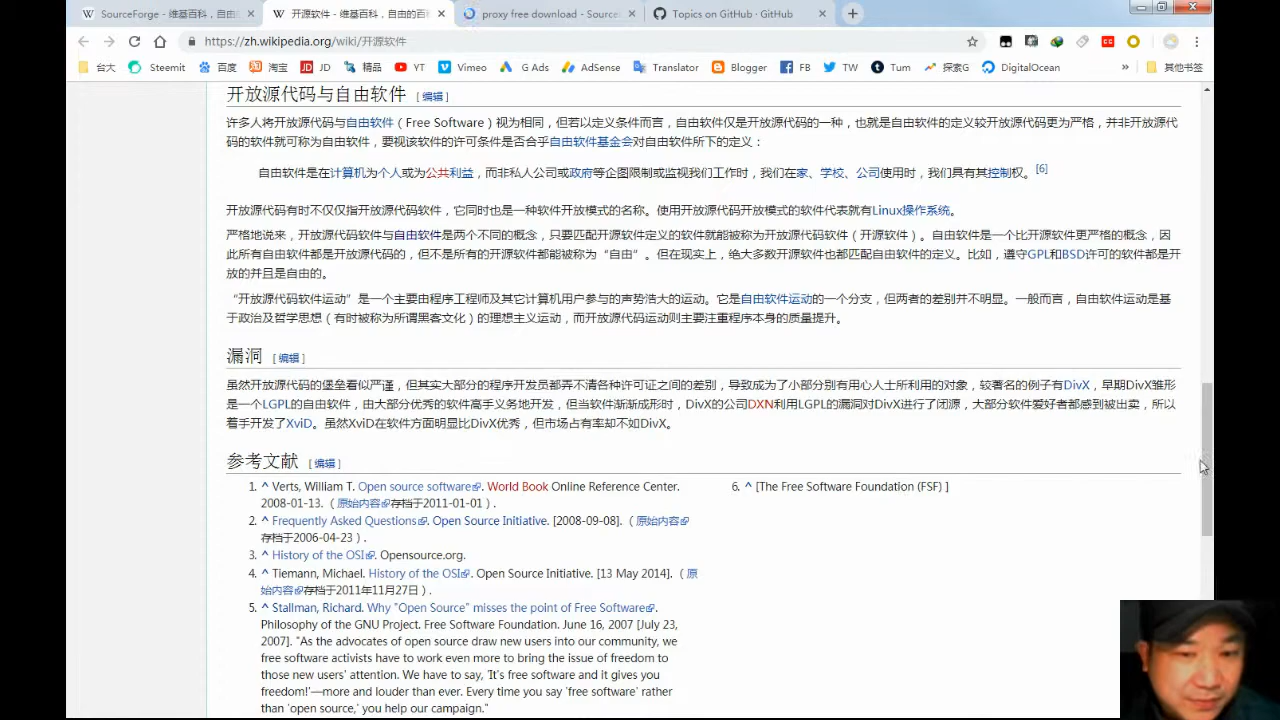 SourceForge - 维基百科，自由
开源软件 - 维基百科，自由的百
proxy free download - Source
Topics on GitHub · GitHub
https://zh.wikipedia.org/wiki/开源软件
台大 Steemit 百度 淘宝 JD 精品 YT Vimeo G Ads AdSense Translator Blogger FB TW Tum 探索G DigitalOcean » 其他书签
开放源代码与自由软件 [编辑]
许多人将开放源代码与自由软件（Free Software）视为相同，但若以定义条件而言，自由软件仅是开放源代码的一种，也就是自由软件的定义较开放源代码更为严格，并非开放源代
码的软件就可称为自由软件，要视该软件的许可条件是否合乎自由软件基金会对自由软件所下的定义：
自由软件是在计算机为个人或为公共利益，而非私人公司或政府等企图限制或监视我们工作时，我们在家、学校、公司使用时，我们具有其控制权。[6]
开放源代码有时不仅仅指开放源代码软件，它同时也是一种软件开放模式的名称。使用开放源代码开放模式的软件代表就有Linux操作系统。
严格地说来，开放源代码软件与自由软件是两个不同的概念，只要匹配开源软件定义的软件就能被称为开放源代码软件（开源软件）。自由软件是一个比开源软件更严格的概念，因
此所有自由软件都是开放源代码的，但不是所有的开源软件都能被称为“自由”。但在现实上，绝大多数开源软件也都匹配自由软件的定义。比如，遵守GPL和BSD许可的软件都是开
放的并且是自由的。
“开放源代码软件运动”是一个主要由程序工程师及其它计算机用户参与的声势浩大的运动。它是自由软件运动的一个分支，但两者的差别并不明显。一般而言，自由软件运动是基
于政治及哲学思想（有时被称为所谓黑客文化）的理想主义运动，而开放源代码运动则主要注重程序本身的质量提升。
漏洞 [编辑]
虽然开放源代码的堡垒看似严谨，但其实大部分的程序开发员都弄不清各种许可证之间的差别，导致成为了小部分别有用心人士所利用的对象，较著名的例子有DivX，早期DivX雏形
是一个LGPL的自由软件，由大部分优秀的软件高手义务地开发，但当软件渐渐成形时，DivX的公司DXN利用LGPL的漏洞对DivX进行了闭源，大部分软件爱好者都感到被出卖，所以
着手开发了XviD。虽然XviD在软件方面明显比DivX优秀，但市场占有率却不如DivX。
参考文献 [编辑]
1. ^ Verts, William T. Open source software. World Book Online Reference Center.
2008-01-13. （原始内容存档于2011-01-01）.
2. ^ Frequently Asked Questions. Open Source Initiative. [2008-09-08]. （原始内容
存档于2006-04-23）.
3. ^ History of the OSI. Opensource.org.
4. ^ Tiemann, Michael. History of the OSI. Open Source Initiative. [13 May 2014]. （原
始内容存档于2011年11月27日）.
5. ^ Stallman, Richard. Why "Open Source" misses the point of Free Software.
Philosophy of the GNU Project. Free Software Foundation. June 16, 2007 [July 23,
2007]. "As the advocates of open source draw new users into our community, we
free software activists have to work even more to bring the issue of freedom to
those new users' attention. We have to say, 'It's free software and it gives you
freedom!'—more and louder than ever. Every time you say 'free software' rather
than 'open source,' you help our campaign."
6. ^ [The Free Software Foundation (FSF) ]